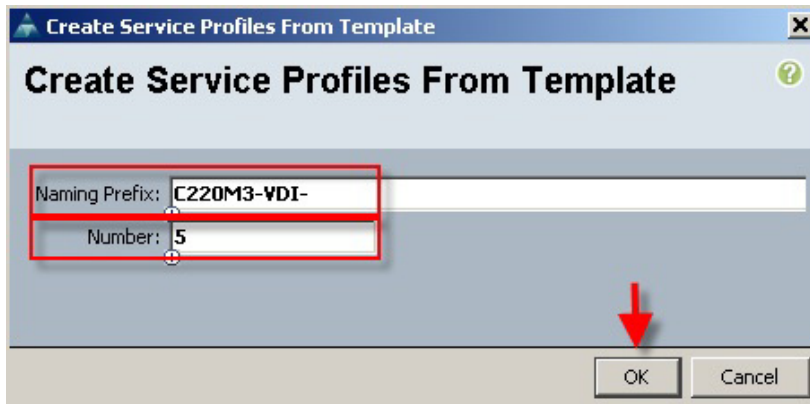 Create Service Profiles From Template
Create Service Profiles From Template
Naming Prefix: C220M3-VDI-
Number: 5
OK Cancel